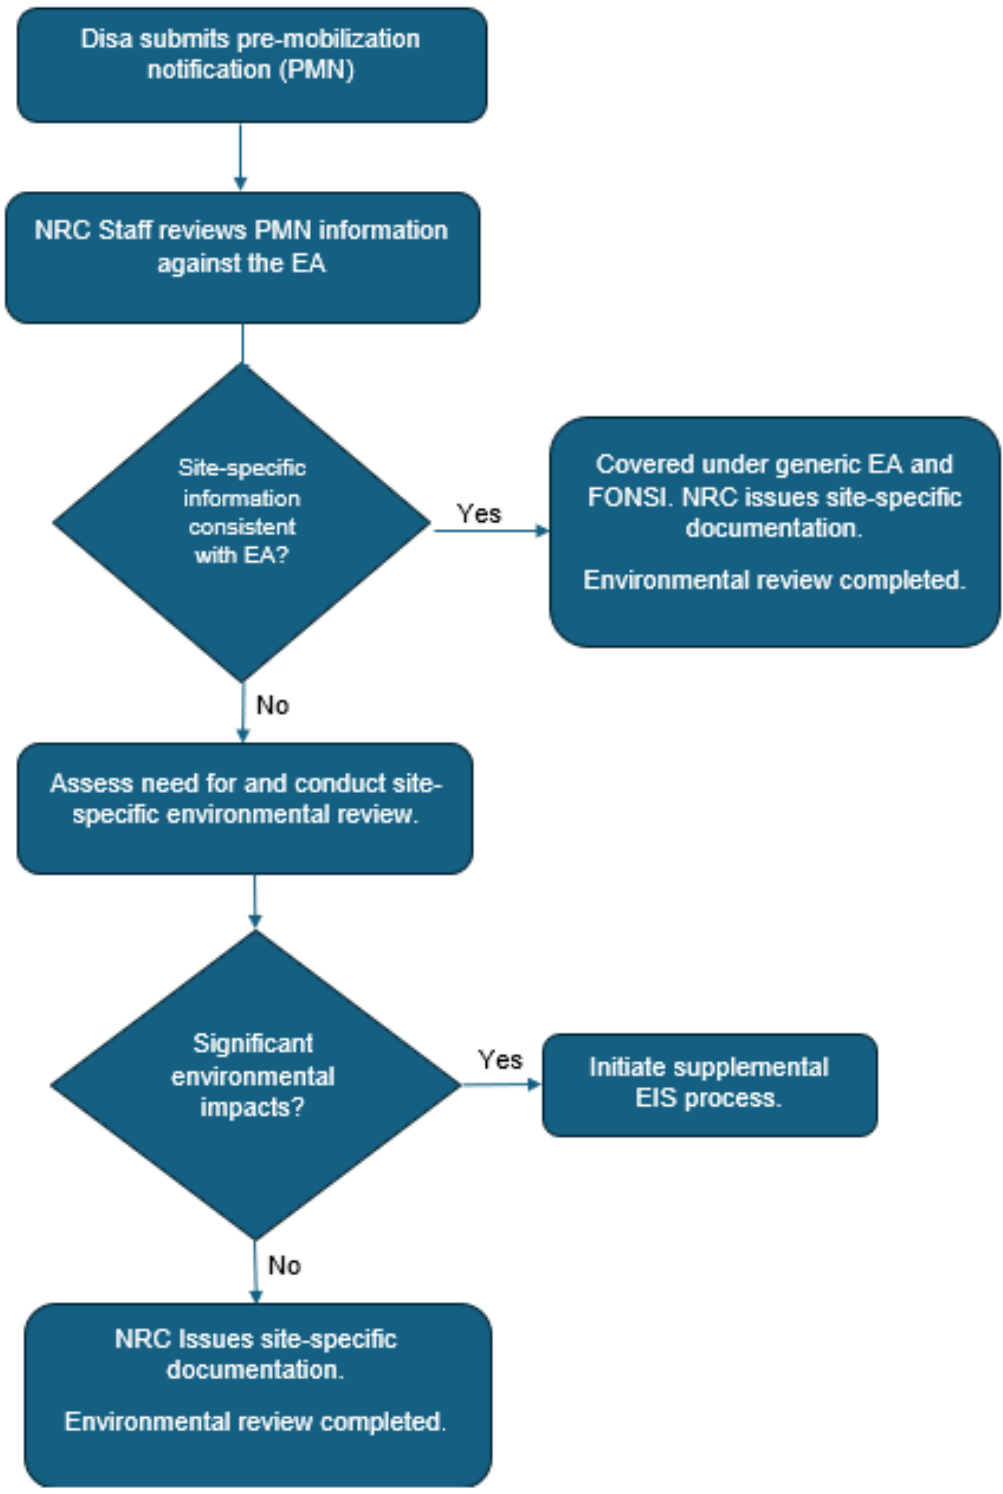 Disa submits pre-mobilization
notification (PMN)
NRC Staff reviews PMN information
against the EA
Site-specific
information
consistent
with EA?
Yes
Covered under generic EA and
FONSI. NRC issues site-specific
documentation.
Environmental review completed.
No
Assess need for and conduct site-
specific environmental review.
Significant
environmental
impacts?
Yes
Initiate supplemental
EIS process.
No
NRC Issues site-specific
documentation.
Environmental review completed.